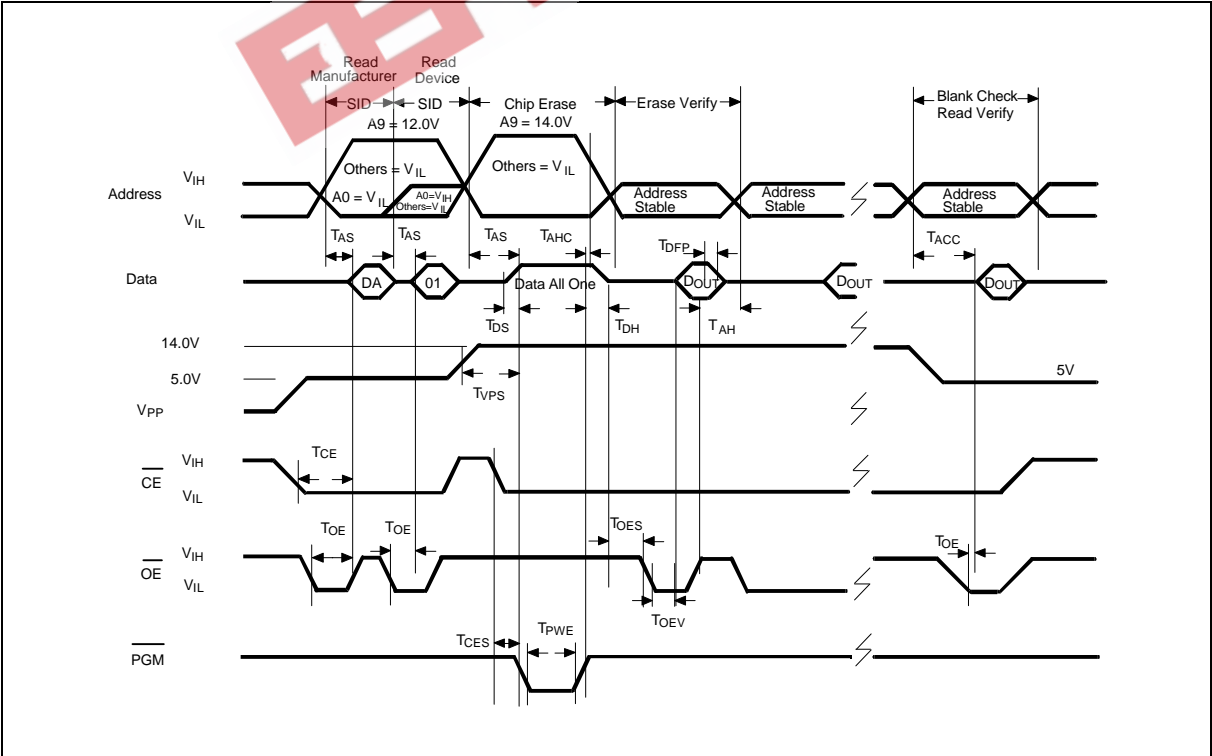 Read
Manufacturer
Read
Device
SID
SID
Chip Erase
Erase Verify
Blank Check
Read Verify
A9 = 12.0V
A9 = 14.0V
Others = VIL
Others = VIL
Address
VIH
VIL
A0 = VIL
A0=VIH
Others=VIL
Address
Stable
Address
Stable
Address
Stable
TAS
TAS
TAS
TAHC
TDFP
TACC
Data
DA
01
Data All One
DOUT
DOUT
DOUT
TDS
TDH
TAH
14.0V
5.0V
VPP
TVPS
5V
CE
VIH
VIL
TCE
OE
VIH
VIL
TOE
TOE
TOES
TOEV
TOE
PGM
TCES
TPWE